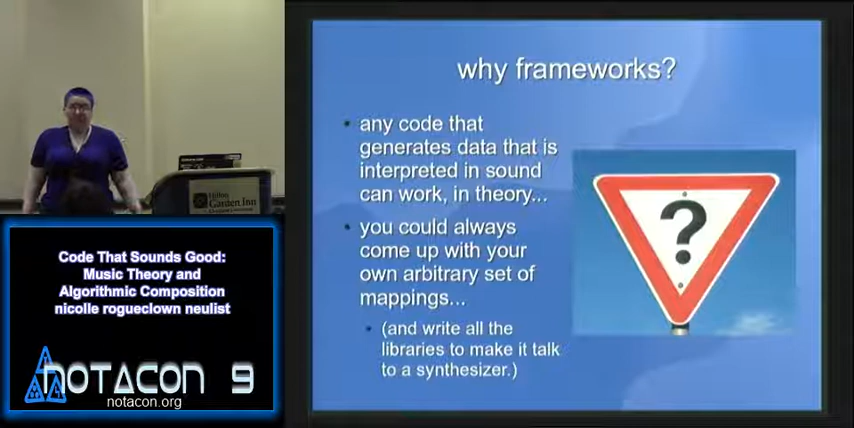 why frameworks?
• any code that
generates data that is
interpreted in sound
can work, in theory...
• you could always
come up with your
own arbitrary set of
mappings...
• (and write all the
libraries to make it talk
to a synthesizer.)
?
Hilton
Garden Inn
Code That Sounds Good:
Music Theory and
Algorithmic Composition
nicolle rogueclown neulist
NOTACON 9
notacon.org